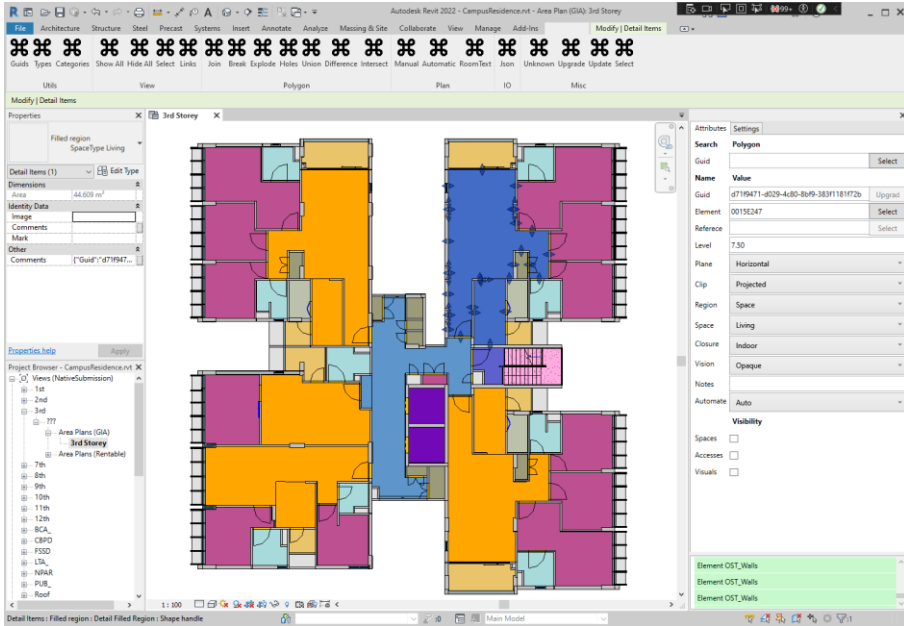 Autodesk Revit 2022 - CampusResidence.rvt - Area Plan (GIA): 3rd Storey
99+
File Architecture Structure Steel Precast Systems Insert Annotate Analyze Massing & Site Collaborate View Manage Add-Ins Modify | Detail Items
Guids Types Categories Show All Hide All Select Links Join Break Explode Holes Union Difference Intersect Manual Automatic RoomText Json Unknown Upgrade Update Select
Utils View Polygon Plan IO Misc
Modify | Detail Items
Properties X
3rd Storey X
Filled region
SpaceType Living
Detail Items (1) Edit Type
Dimensions
Area 44.609 m²
Identity Data
Image
Comments
Mark
Other
Comments {"Guid":"d71f947...
Properties help Apply
Project Browser - CampusResidence.rvt X
Views (NativeSubmission)
1st
2nd
3rd
???
Area Plans (GIA)
3rd Storey
Area Plans (Rentable)
7th
8th
9th
10th
11th
12th
BCA_
CBPD
FSSD
LTA_
NPAR
PUB_
Roof
1 : 100
Attributes Settings
Search Polygon
Guid Select
Name Value
Guid d71f9471-d029-4c80-8bf9-383f1181f72b Upgrad
Element 0015E247 Select
Referece Select
Level 7.50
Plane Horizontal
Clip Projected
Region Space
Space Living
Closure Indoor
Vision Opaque
Notes
Automate Auto
Visibility
Spaces
Accesses
Visuals
Element OST_Walls
Element OST_Walls
Element OST_Walls
Detail Items : Filled region : Detail Filled Region : Shape handle
:0 Main Model
:1